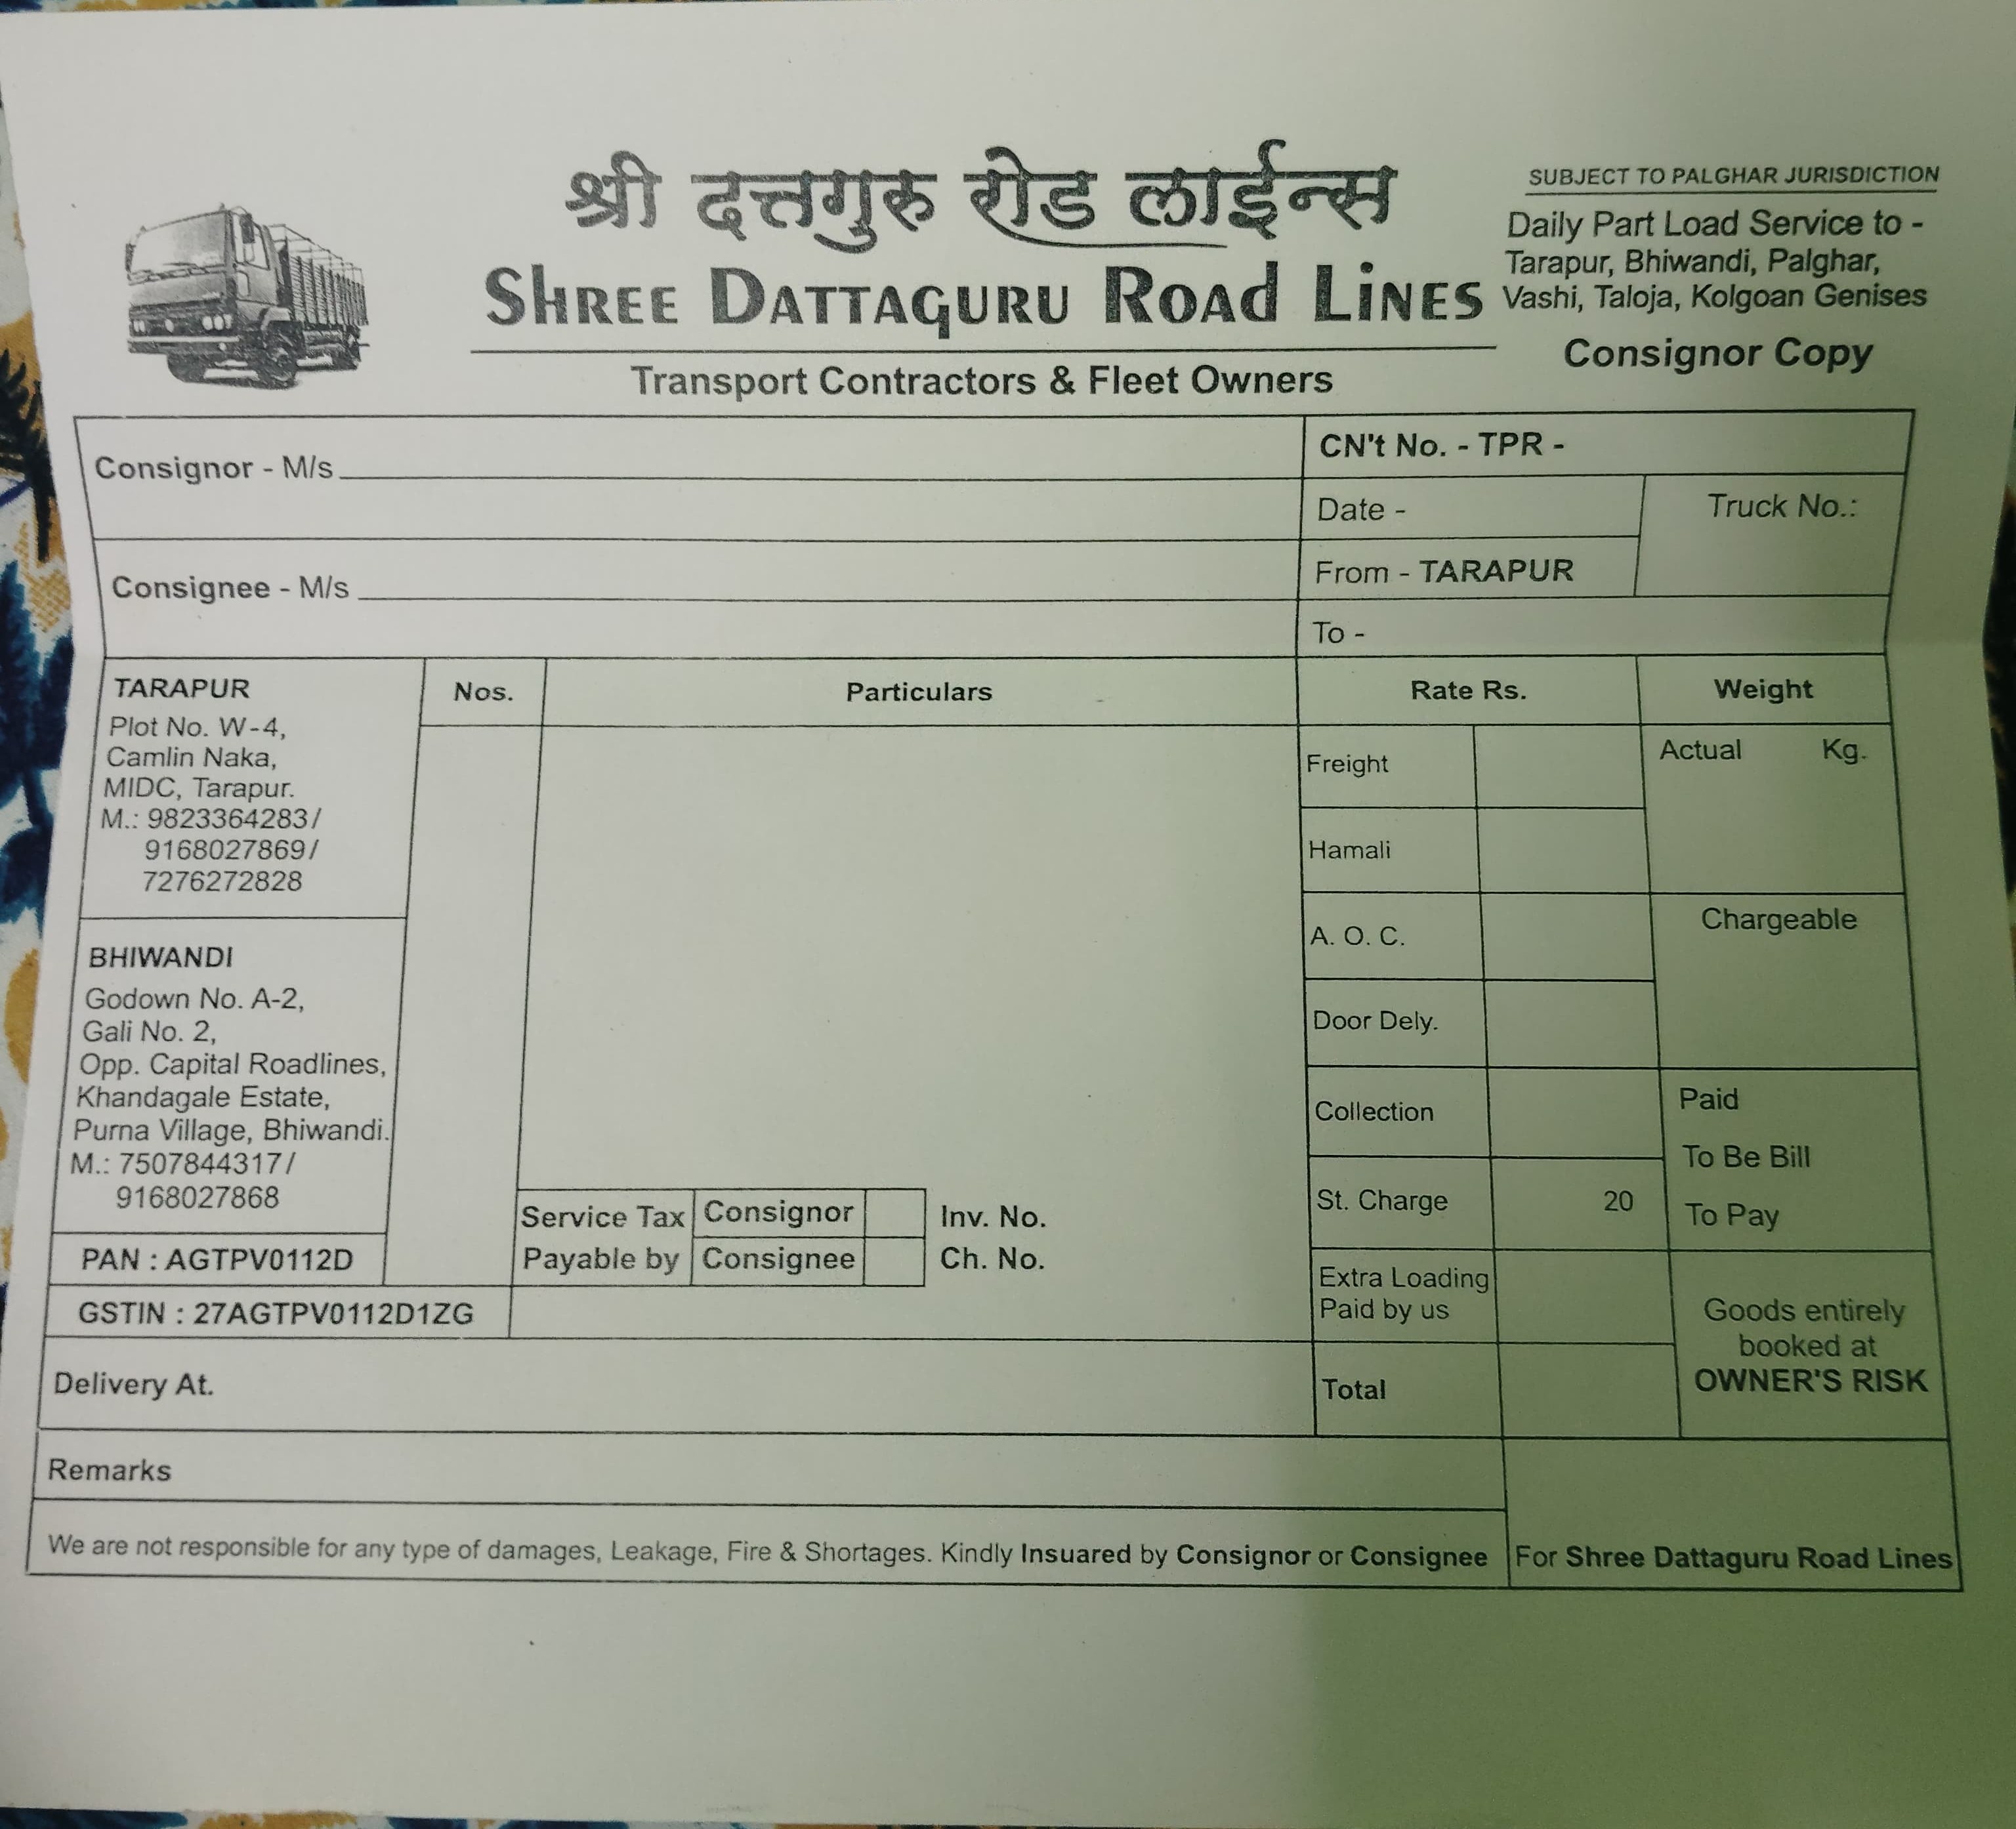 श्री दत्तगुरु रोड लाईन्स
SHREE DATTAGURU ROAD LINES
Transport Contractors & Fleet Owners
SUBJECT TO PALGHAR JURISDICTION
Daily Part Load Service to -
Tarapur, Bhiwandi, Palghar,
Vashi, Taloja, Kolgoan Genises
Consignor Copy
Consignor - M/s
CN't No. - TPR -
Date -
Truck No.:
Consignee - M/s
From - TARAPUR
To -
TARAPUR
Plot No. W-4,
Camlin Naka,
MIDC, Tarapur.
M.: 9823364283/
9168027869/
7276272828
BHIWANDI
Godown No. A-2,
Gali No. 2,
Opp. Capital Roadlines,
Khandagale Estate,
Purna Village, Bhiwandi.
M.: 7507844317/
9168027868
PAN : AGTPV0112D
GSTIN : 27AGTPV0112D1ZG
Nos.
Particulars
Service Tax
Payable by
Consignor
Consignee
Inv. No.
Ch. No.
Rate Rs.
Freight
Hamali
A. O. C.
Door Dely.
Collection
St. Charge 20
Extra Loading
Paid by us
Total
Weight
Actual Kg.
Chargeable
Paid
To Be Bill
To Pay
Goods entirely
booked at
OWNER'S RISK
Delivery At.
Remarks
We are not responsible for any type of damages, Leakage, Fire & Shortages. Kindly Insuared by Consignor or Consignee
For Shree Dattaguru Road Lines